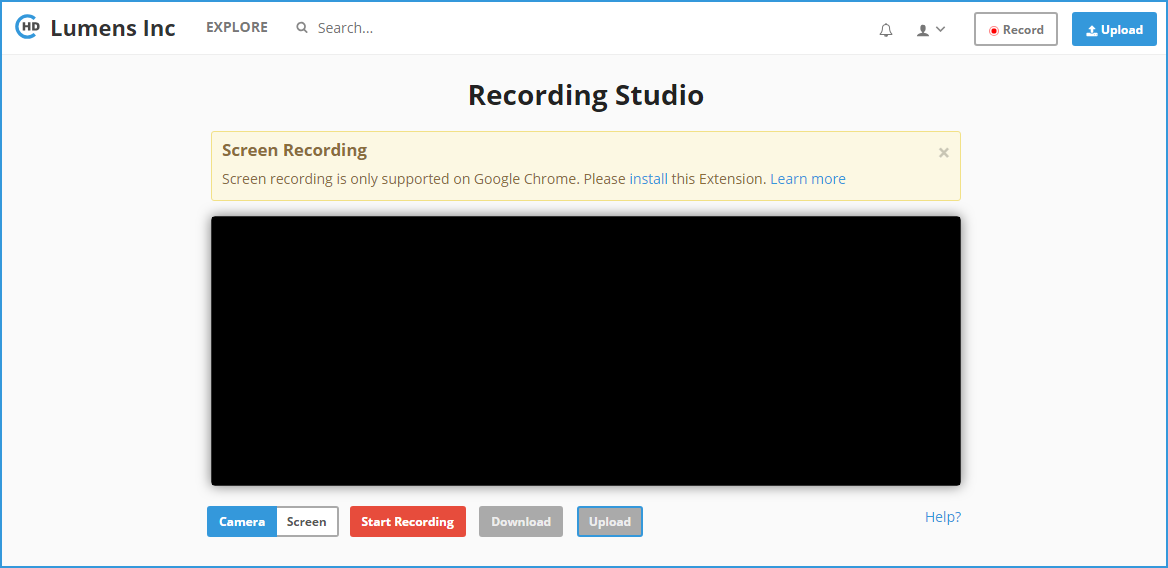 HD Lumens Inc EXPLORE Search... Record Upload
Recording Studio
Screen Recording ×
Screen recording is only supported on Google Chrome. Please install this Extension. Learn more
Camera Screen Start Recording Download Upload Help?